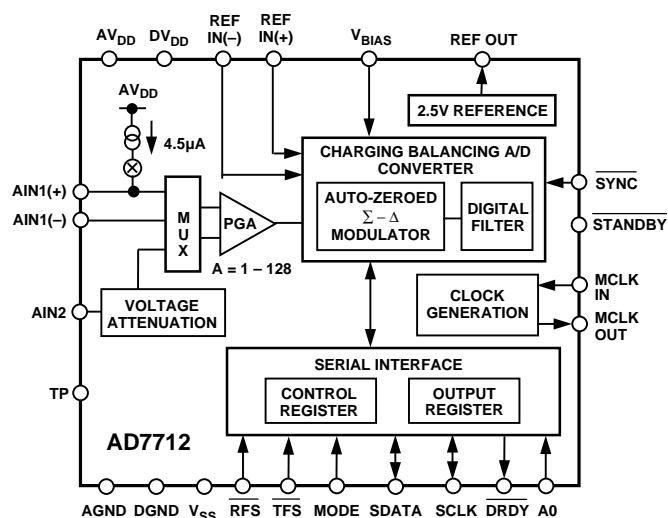 REF
IN(–)
REF
IN(+)
AVDD
DVDD
VBIAS
REF OUT
AVDD
4.5µA
2.5V REFERENCE
CHARGING BALANCING A/D
CONVERTER
AUTO-ZEROED
Σ – Δ
MODULATOR
DIGITAL
FILTER
AIN1(+)
AIN1(–)
M
U
X
PGA
A = 1 – 128
SYNC
STANDBY
AIN2
VOLTAGE
ATTENUATION
CLOCK
GENERATION
MCLK
IN
MCLK
OUT
SERIAL INTERFACE
CONTROL
REGISTER
OUTPUT
REGISTER
TP
AD7712
AGND
DGND
VSS
RFS
TFS
MODE
SDATA
SCLK
DRDY
A0